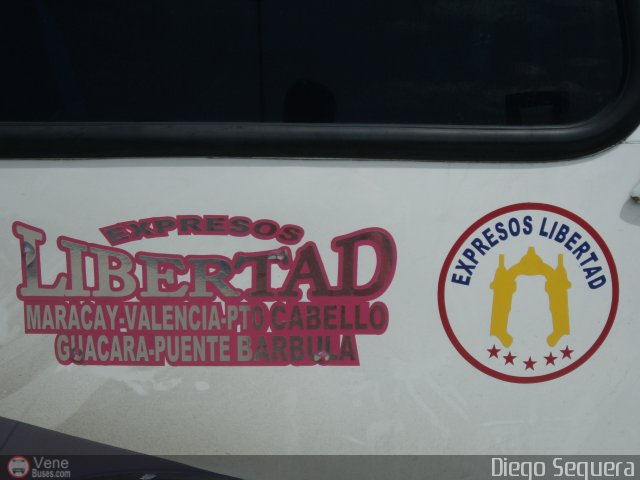 EXPRESOS
LIBERTAD
MARACAY-VALENCIA-PTO CABELLO
GUACARA-PUENTE BARBULA
EXPRESOS LIBERTAD
Vene
Buses.com
Diego Sequera